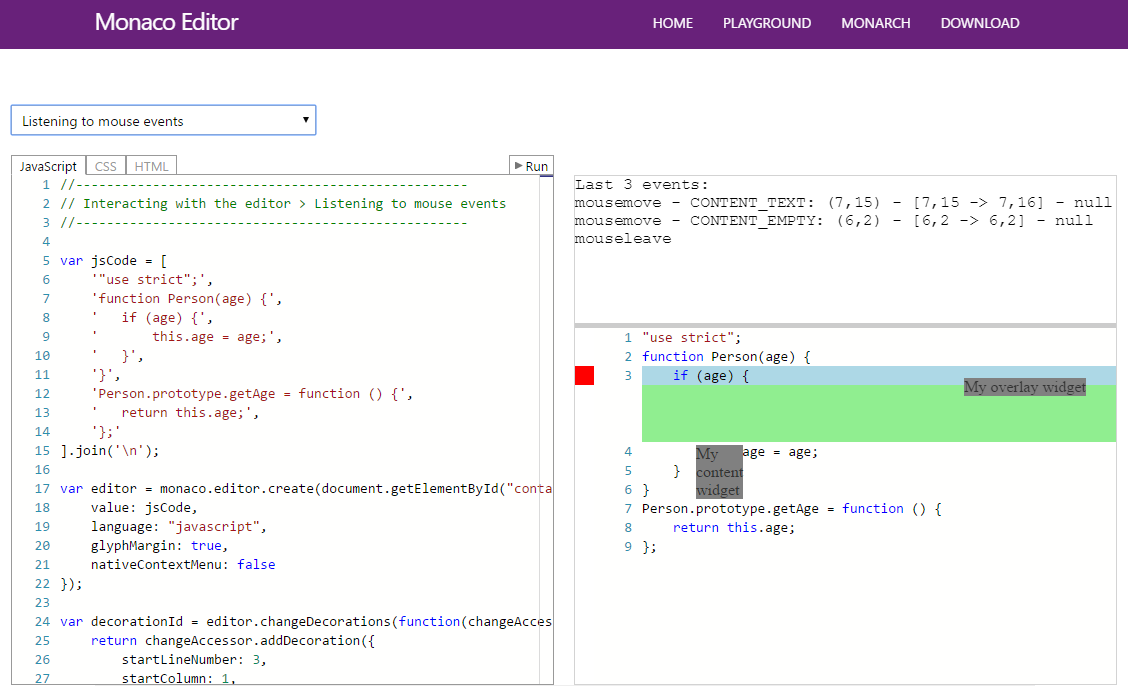 Monaco Editor
HOME PLAYGROUND MONARCH DOWNLOAD
Listening to mouse events
JavaScript CSS HTML
Run
1 //---------------------------------------------------
2 // Interacting with the editor > Listening to mouse events
3 //---------------------------------------------------
4
5 var jsCode = [
6     '"use strict";',
7     'function Person(age) {',
8     '   if (age) {',
9     '       this.age = age;',
10     '   }',
11     '}',
12     'Person.prototype.getAge = function () {',
13     '   return this.age;',
14     '};'
15 ].join('\n');
16
17 var editor = monaco.editor.create(document.getElementById("conta
18     value: jsCode,
19     language: "javascript",
20     glyphMargin: true,
21     nativeContextMenu: false
22 });
23
24 var decorationId = editor.changeDecorations(function(changeAcces
25     return changeAccessor.addDecoration({
26         startLineNumber: 3,
27         startColumn: 1,
Last 3 events:
mousemove - CONTENT_TEXT: (7,15) - [7,15 -> 7,16] - null
mousemove - CONTENT_EMPTY: (6,2) - [6,2 -> 6,2] - null
mouseleave
1 "use strict";
2 function Person(age) {
3     if (age) {
My overlay widget
4 age = age;
5     }
6 }
My
content
widget
7 Person.prototype.getAge = function () {
8     return this.age;
9 };